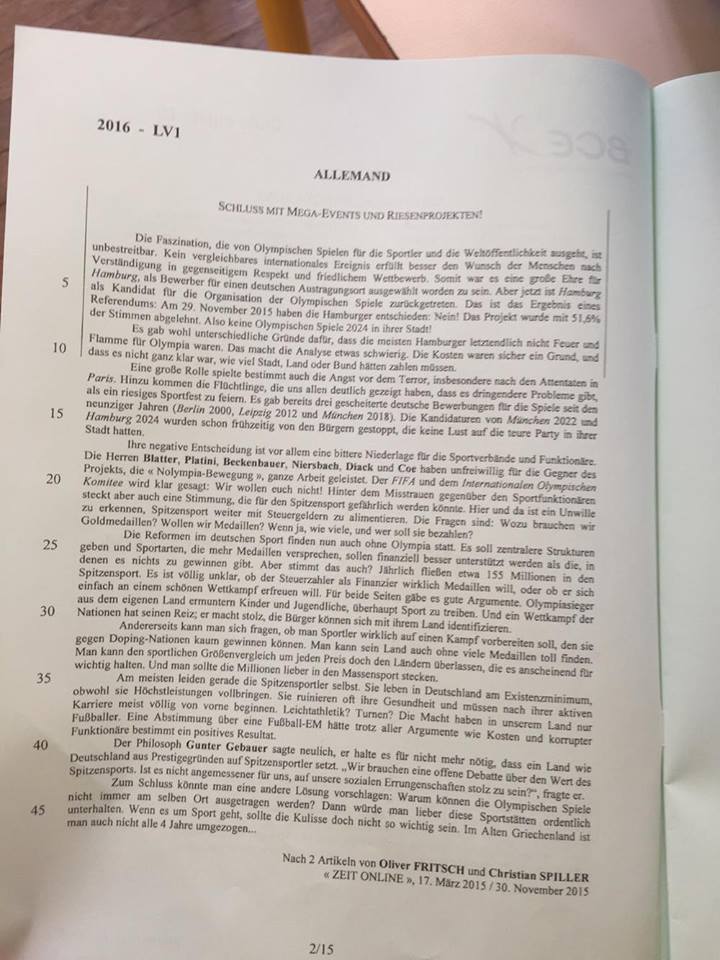 BCE
2016 - LV1
ALLEMAND
SCHLUSS MIT MEGA-EVENTS UND RIESENPROJEKTEN!
Die Faszination, die von Olympischen Spielen für die Sportler und die Weltöffentlichkeit ausgeht, ist
unbestreitbar. Kein vergleichbares internationales Ereignis erfüllt besser den Wunsch der Menschen nach
Verständigung in gegenseitigem Respekt und friedlichem Wettbewerb. Somit war es eine große Ehre für
5 Hamburg, als Bewerber für einen deutschen Austragungsort ausgewählt worden zu sein. Aber jetzt ist Hamburg
als Kandidat für die Organisation der Olympischen Spiele zurückgetreten. Das ist das Ergebnis eines
Referendums: Am 29. November 2015 haben die Hamburger entschieden: Nein! Das Projekt wurde mit 51,6%
der Stimmen abgelehnt. Also keine Olympischen Spiele 2024 in ihrer Stadt!
Es gab wohl unterschiedliche Gründe dafür, dass die meisten Hamburger letztendlich nicht Feuer und
10 Flamme für Olympia waren. Das macht die Analyse etwas schwierig. Die Kosten waren sicher ein Grund, und
dass es nicht ganz klar war, wie viel Stadt, Land oder Bund hätten zahlen müssen.
Eine große Rolle spielte bestimmt auch die Angst vor dem Terror, insbesondere nach den Attentaten in
Paris. Hinzu kommen die Flüchtlinge, die uns allen deutlich gezeigt haben, dass es dringendere Probleme gibt,
als ein riesiges Sportfest zu feiern. Es gab bereits drei gescheiterte deutsche Bewerbungen für die Spiele seit den
15 neunziger Jahren (Berlin 2000, Leipzig 2012 und München 2018). Die Kandidaturen von München 2022 und
Hamburg 2024 wurden schon frühzeitig von den Bürgern gestoppt, die keine Lust auf die teure Party in ihrer
Stadt hatten.
Ihre negative Entscheidung ist vor allem eine bittere Niederlage für die Sportverbände und Funktionäre.
Die Herren Blatter, Platini, Beckenbauer, Niersbach, Diack und Coe haben unfreiwillig für die Gegner des
20 Projekts, die « Nolympia-Bewegung », ganze Arbeit geleistet. Der FIFA und dem Internationalen Olympischen
Komitee wird klar gesagt: Wir wollen euch nicht! Hinter dem Misstrauen gegenüber den Sportfunktionären
steckt aber auch eine Stimmung, die für den Spitzensport gefährlich werden könnte. Hier und da ist ein Unwille
zu erkennen, Spitzensport weiter mit Steuergeldern zu alimentieren. Die Fragen sind: Wozu brauchen wir
Goldmedaillen? Wollen wir Medaillen? Wenn ja, wie viele, und wer soll sie bezahlen?
25 Die Reformen im deutschen Sport finden nun auch ohne Olympia statt. Es soll zentralere Strukturen
geben und Sportarten, die mehr Medaillen versprechen, sollen finanziell besser unterstützt werden als die, in
denen es nichts zu gewinnen gibt. Aber stimmt das auch? Jährlich fließen etwa 155 Millionen in den
Spitzensport. Es ist völlig unklar, ob der Steuerzahler als Finanzier wirklich Medaillen will, oder ob er sich
einfach an einem schönen Wettkampf erfreuen will. Für beide Seiten gäbe es gute Argumente. Olympiasieger
aus dem eigenen Land ermuntern Kinder und Jugendliche, überhaupt Sport zu treiben. Und ein Wettkampf der
30 Nationen hat seinen Reiz; er macht stolz, die Bürger können sich mit ihrem Land identifizieren.
Andererseits kann man sich fragen, ob man Sportler wirklich auf einen Kampf vorbereiten soll, den sie
gegen Doping-Nationen kaum gewinnen können. Man kann sein Land auch ohne viele Medaillen toll finden.
Man kann den sportlichen Größenvergleich um jeden Preis doch den Ländern überlassen, die es anscheinend für
wichtig halten. Und man sollte die Millionen lieber in den Massensport stecken.
35 Am meisten leiden gerade die Spitzensportler selbst. Sie leben in Deutschland am Existenzminimum,
obwohl sie Höchstleistungen vollbringen. Sie ruinieren oft ihre Gesundheit und müssen nach ihrer aktiven
Karriere meist völlig von vorne beginnen. Leichtathletik? Turnen? Die Macht haben in unserem Land nur
Fußballer. Eine Abstimmung über eine Fußball-EM hätte trotz aller Argumente wie Kosten und korrupter
Funktionäre bestimmt ein positives Resultat.
40 Der Philosoph Gunter Gebauer sagte neulich, er halte es für nicht mehr nötig, dass ein Land wie
Deutschland aus Prestigegründen auf Spitzensportler setzt. „Wir brauchen eine offene Debatte über den Wert des
Spitzensports. Ist es nicht angemessener für uns, auf unsere sozialen Errungenschaften stolz zu sein?", fragte er.
Zum Schluss könnte man eine andere Lösung vorschlagen: Warum können die Olympischen Spiele
nicht immer am selben Ort ausgetragen werden? Dann würde man lieber diese Sportstätten ordentlich
45 unterhalten. Wenn es um Sport geht, sollte die Kulisse doch nicht so wichtig sein. Im Alten Griechenland ist
man auch nicht alle 4 Jahre umgezogen...
Nach 2 Artikeln von Oliver FRITSCH und Christian SPILLER
« ZEIT ONLINE », 17. März 2015 / 30. November 2015
2/15